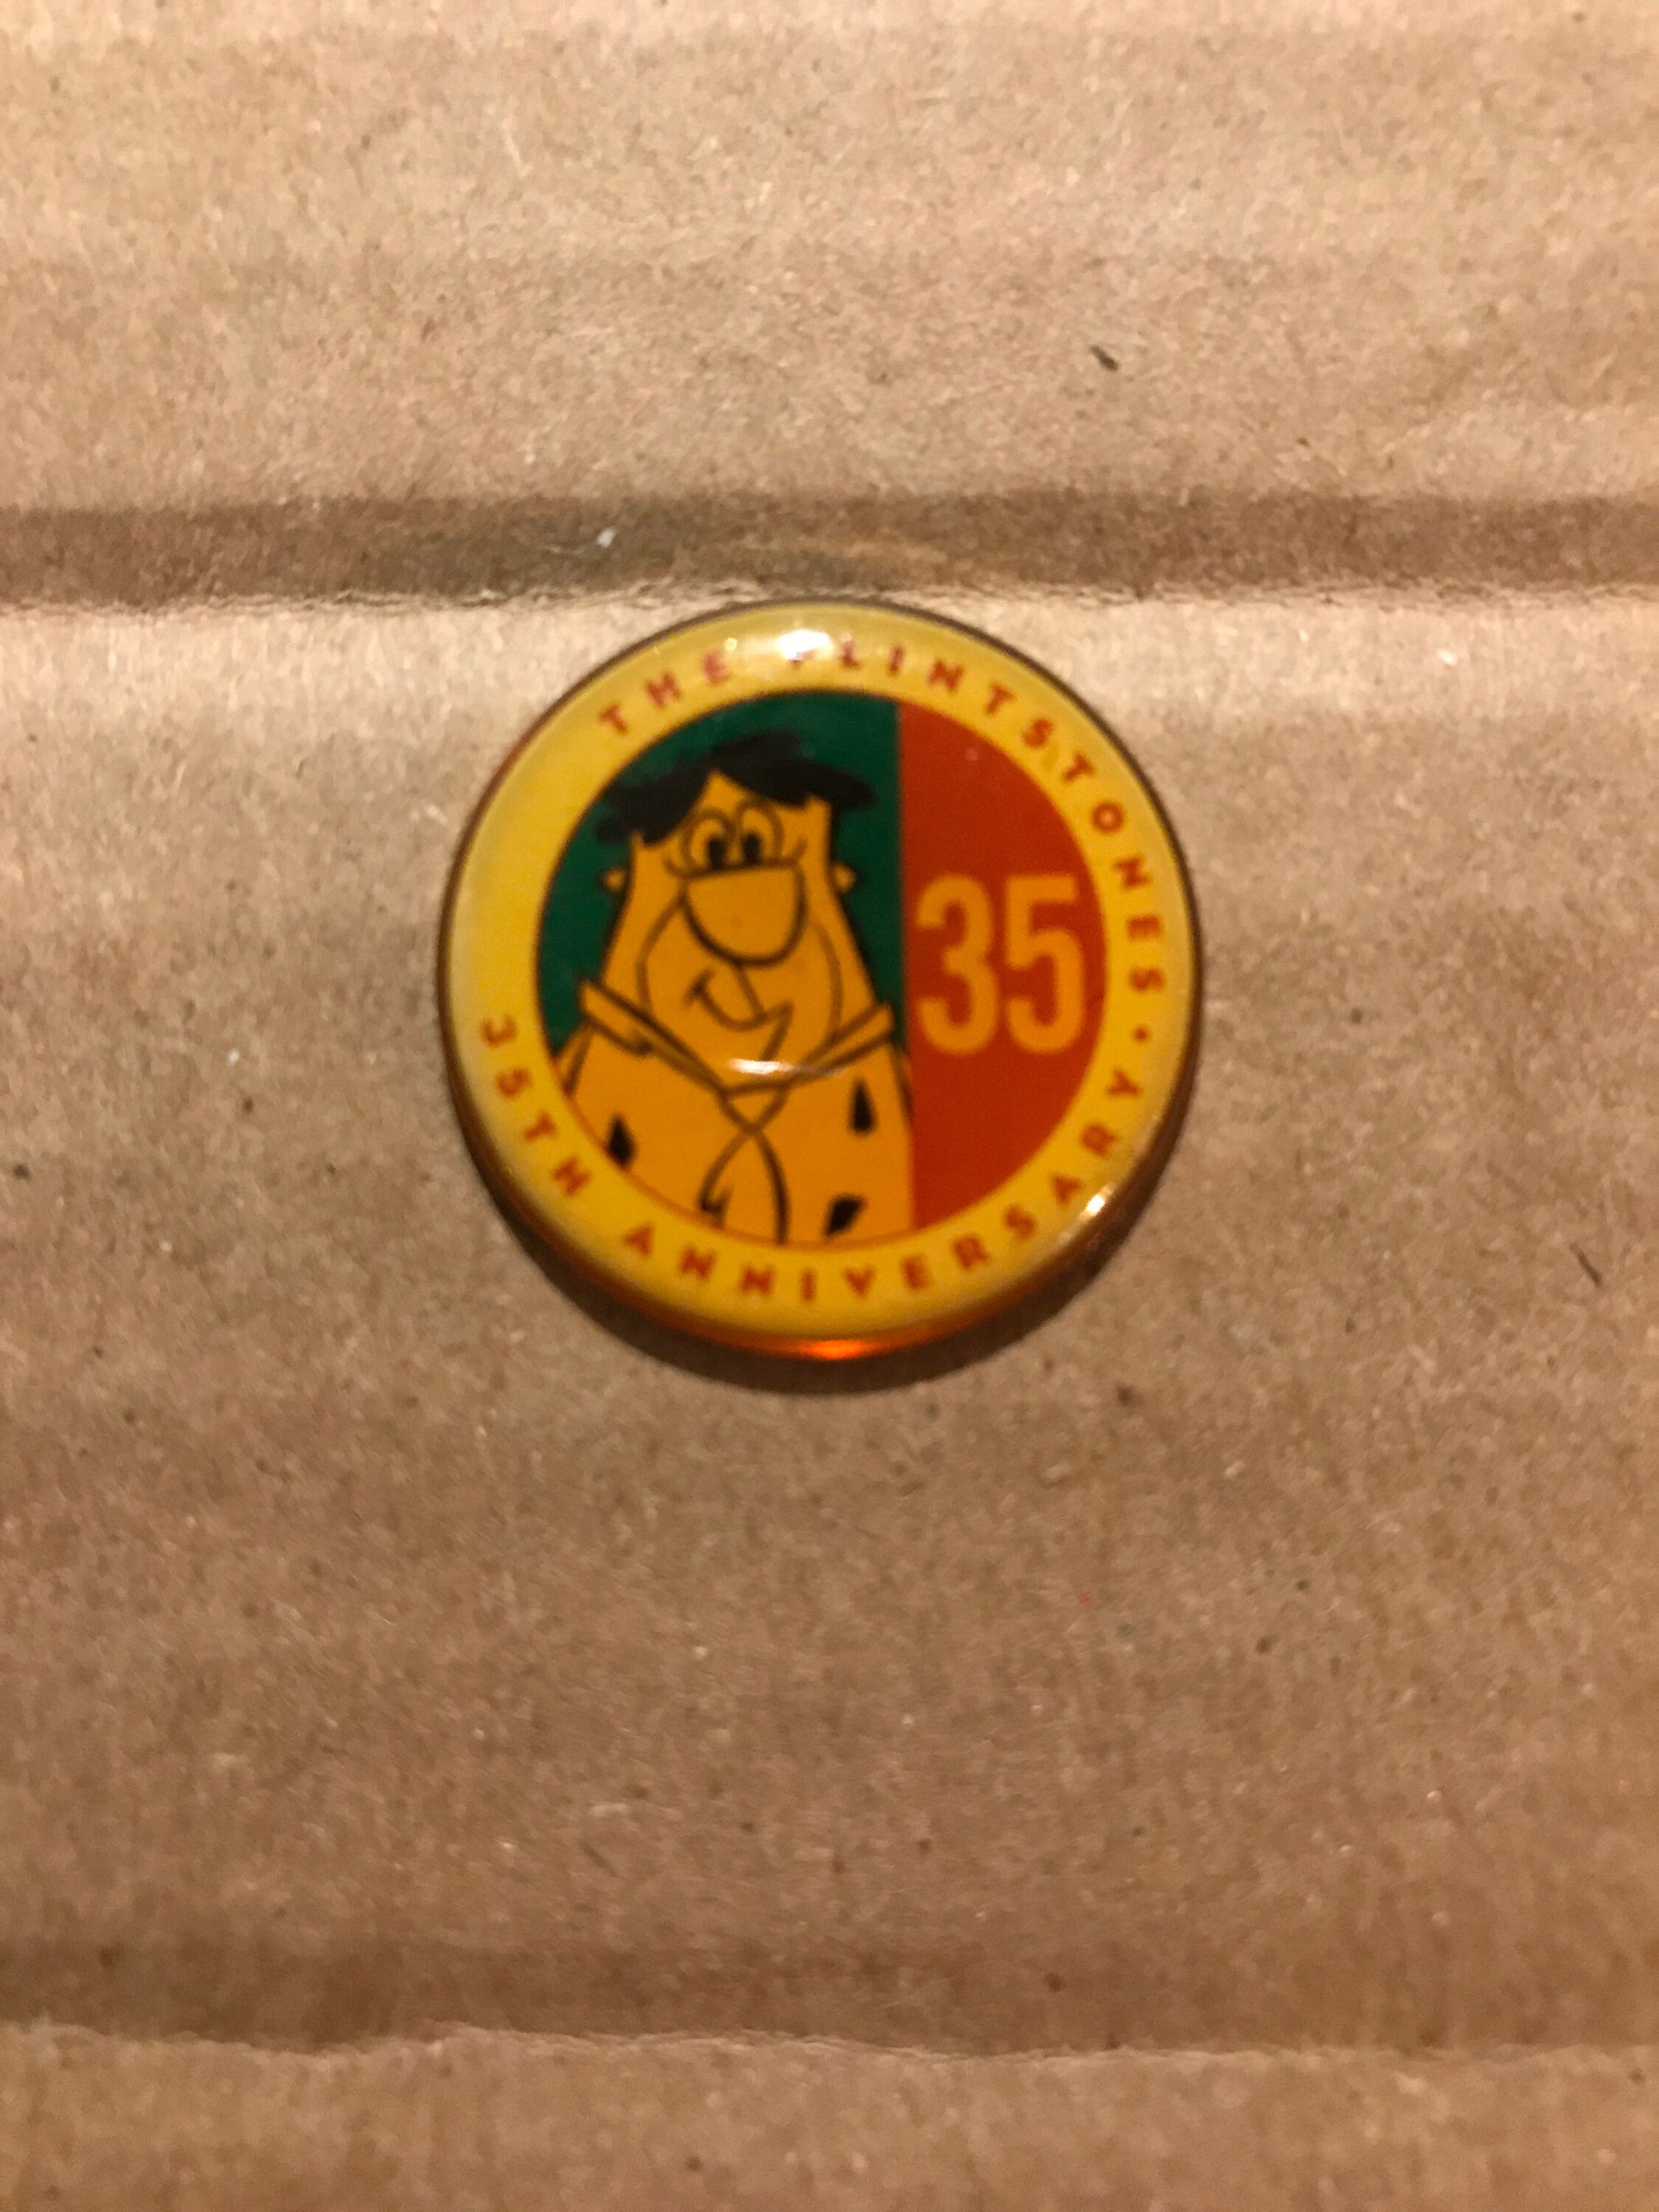 THE FLINTSTONES • 35TH ANNIVERSARY
35